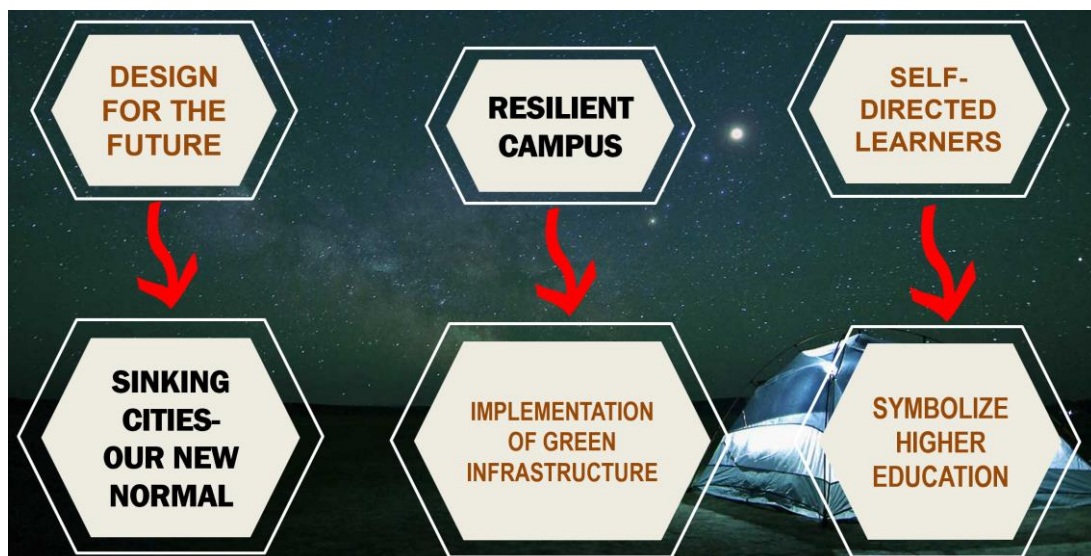 DESIGN
FOR THE
FUTURE
RESILIENT
CAMPUS
SELF-
DIRECTED
LEARNERS
SINKING
CITIES-
OUR NEW
NORMAL
IMPLEMENTATION
OF GREEN
INFRASTRUCTURE
SYMBOLIZE
HIGHER
EDUCATION